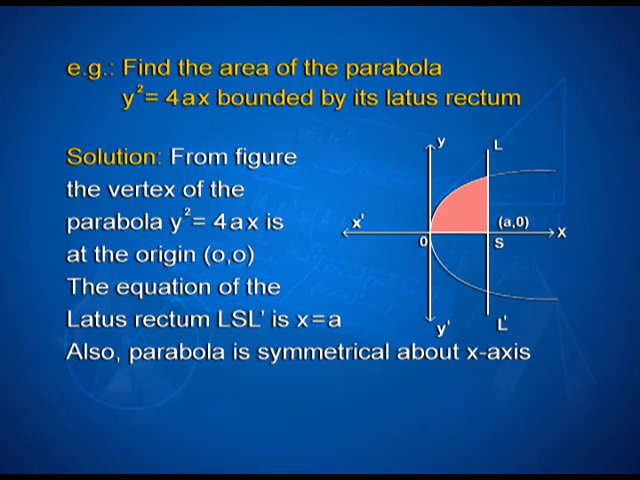 e.g.: Find the area of the parabola
y²= 4ax bounded by its latus rectum
Solution: From figure
the vertex of the
parabola y²= 4ax is
at the origin (o,o)
The equation of the
Latus rectum LSL' is x=a
Also, parabola is symmetrical about x-axis
y
L
x'
(a,0)
x
0
S
y'
L'